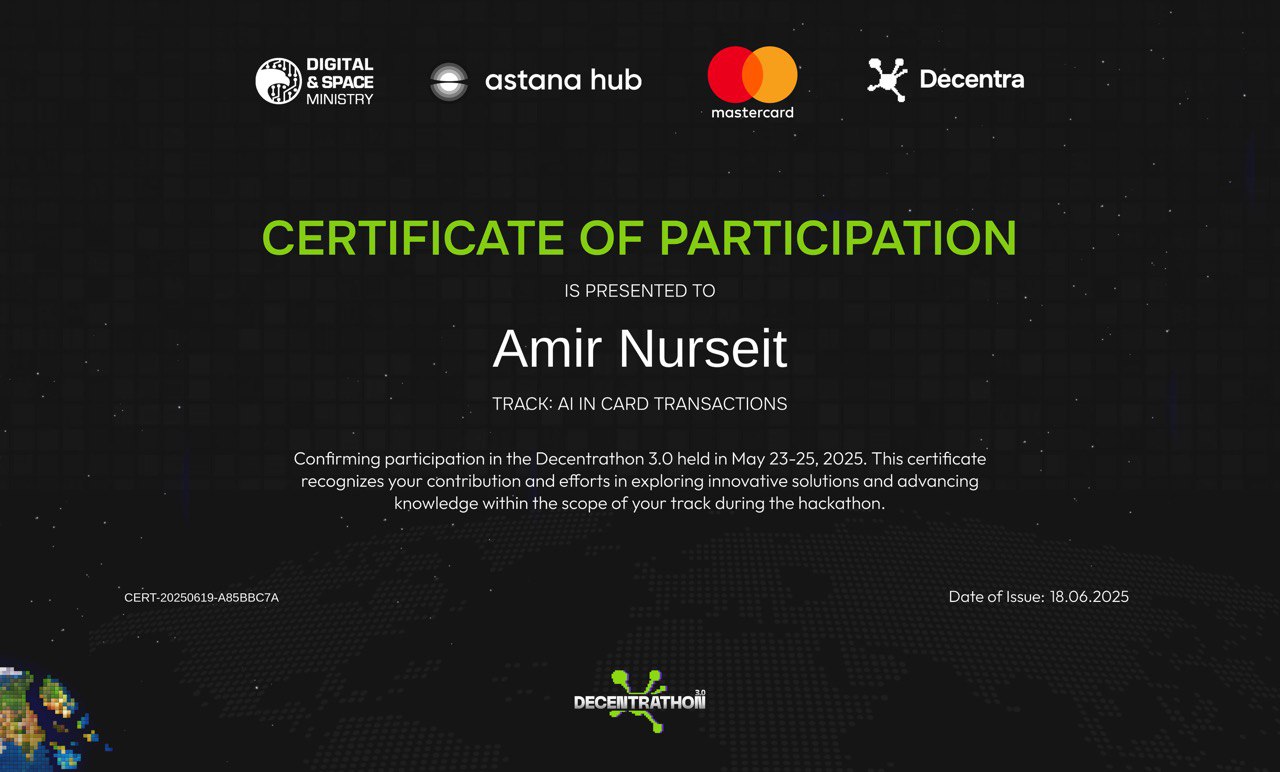 DIGITAL
& SPACE
MINISTRY
astana hub
mastercard
Decentra
CERTIFICATE OF PARTICIPATION
IS PRESENTED TO
Amir Nurseit
TRACK: AI IN CARD TRANSACTIONS
Confirming participation in the Decentrathon 3.0 held in May 23-25, 2025. This certificate
recognizes your contribution and efforts in exploring innovative solutions and advancing
knowledge within the scope of your track during the hackathon.
CERT-20250619-A85BBC7A
Date of Issue: 18.06.2025
3.0
DECENTRATHON